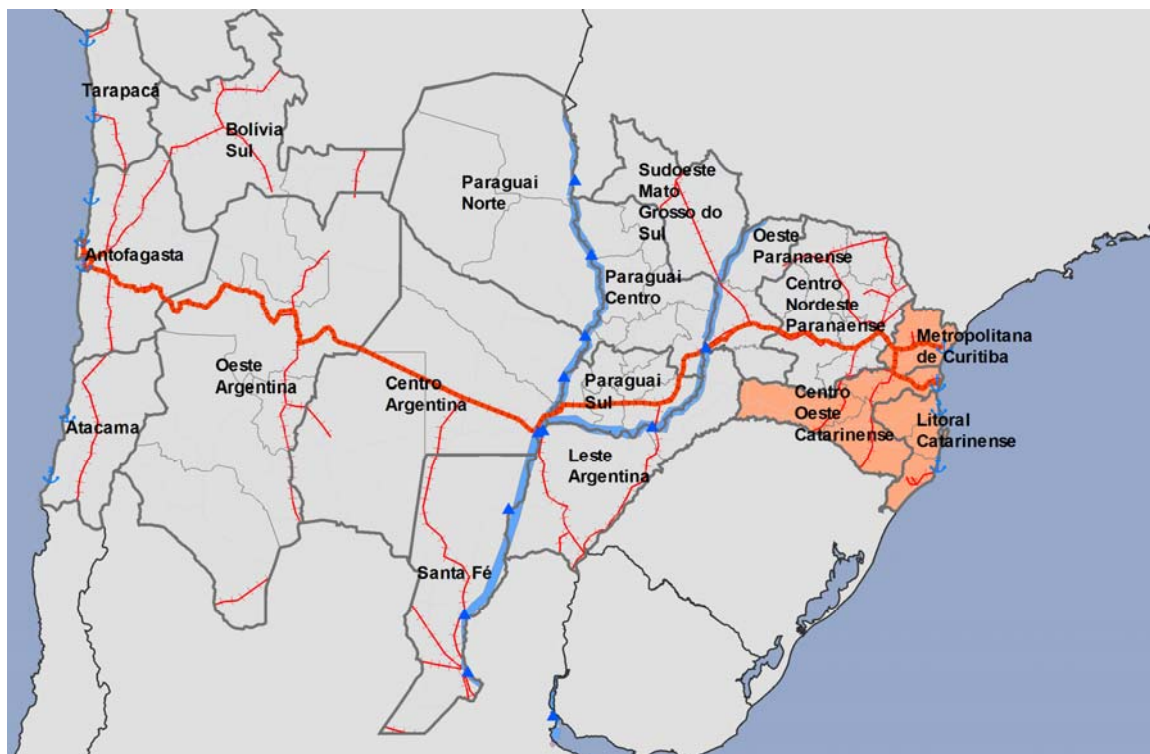 Tarapacá
Bolívia
Sul
Antofagasta
Atacama
Oeste
Argentina
Centro
Argentina
Santa Fé
Paraguai
Norte
Paraguai
Centro
Paraguai
Sul
Leste
Argentina
Sudoeste
Mato
Grosso do
Sul
Oeste
Paranaense
Centro
Nordeste
Paranaense
Metropolitana
de Curitiba
Centro
Oeste
Catarinense
Litoral
Catarinense